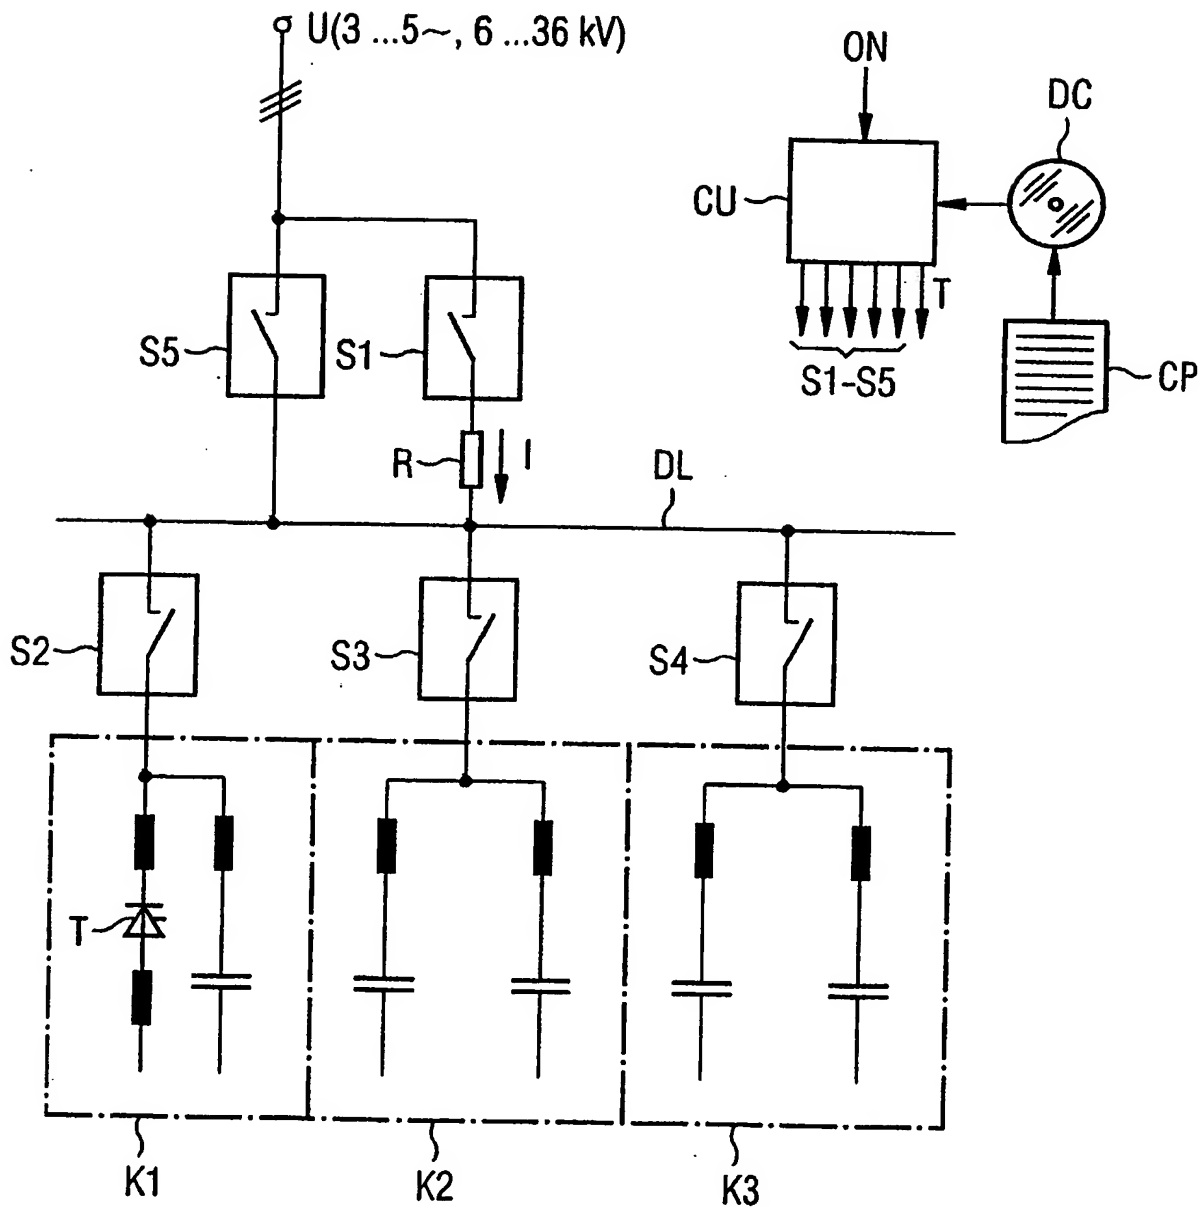 U(3 ...5~, 6 ...36 kV)
ON
DC
CU
T
S5
S1
S1-S5
CP
R
I
DL
S2
S3
S4
T
K1
K2
K3